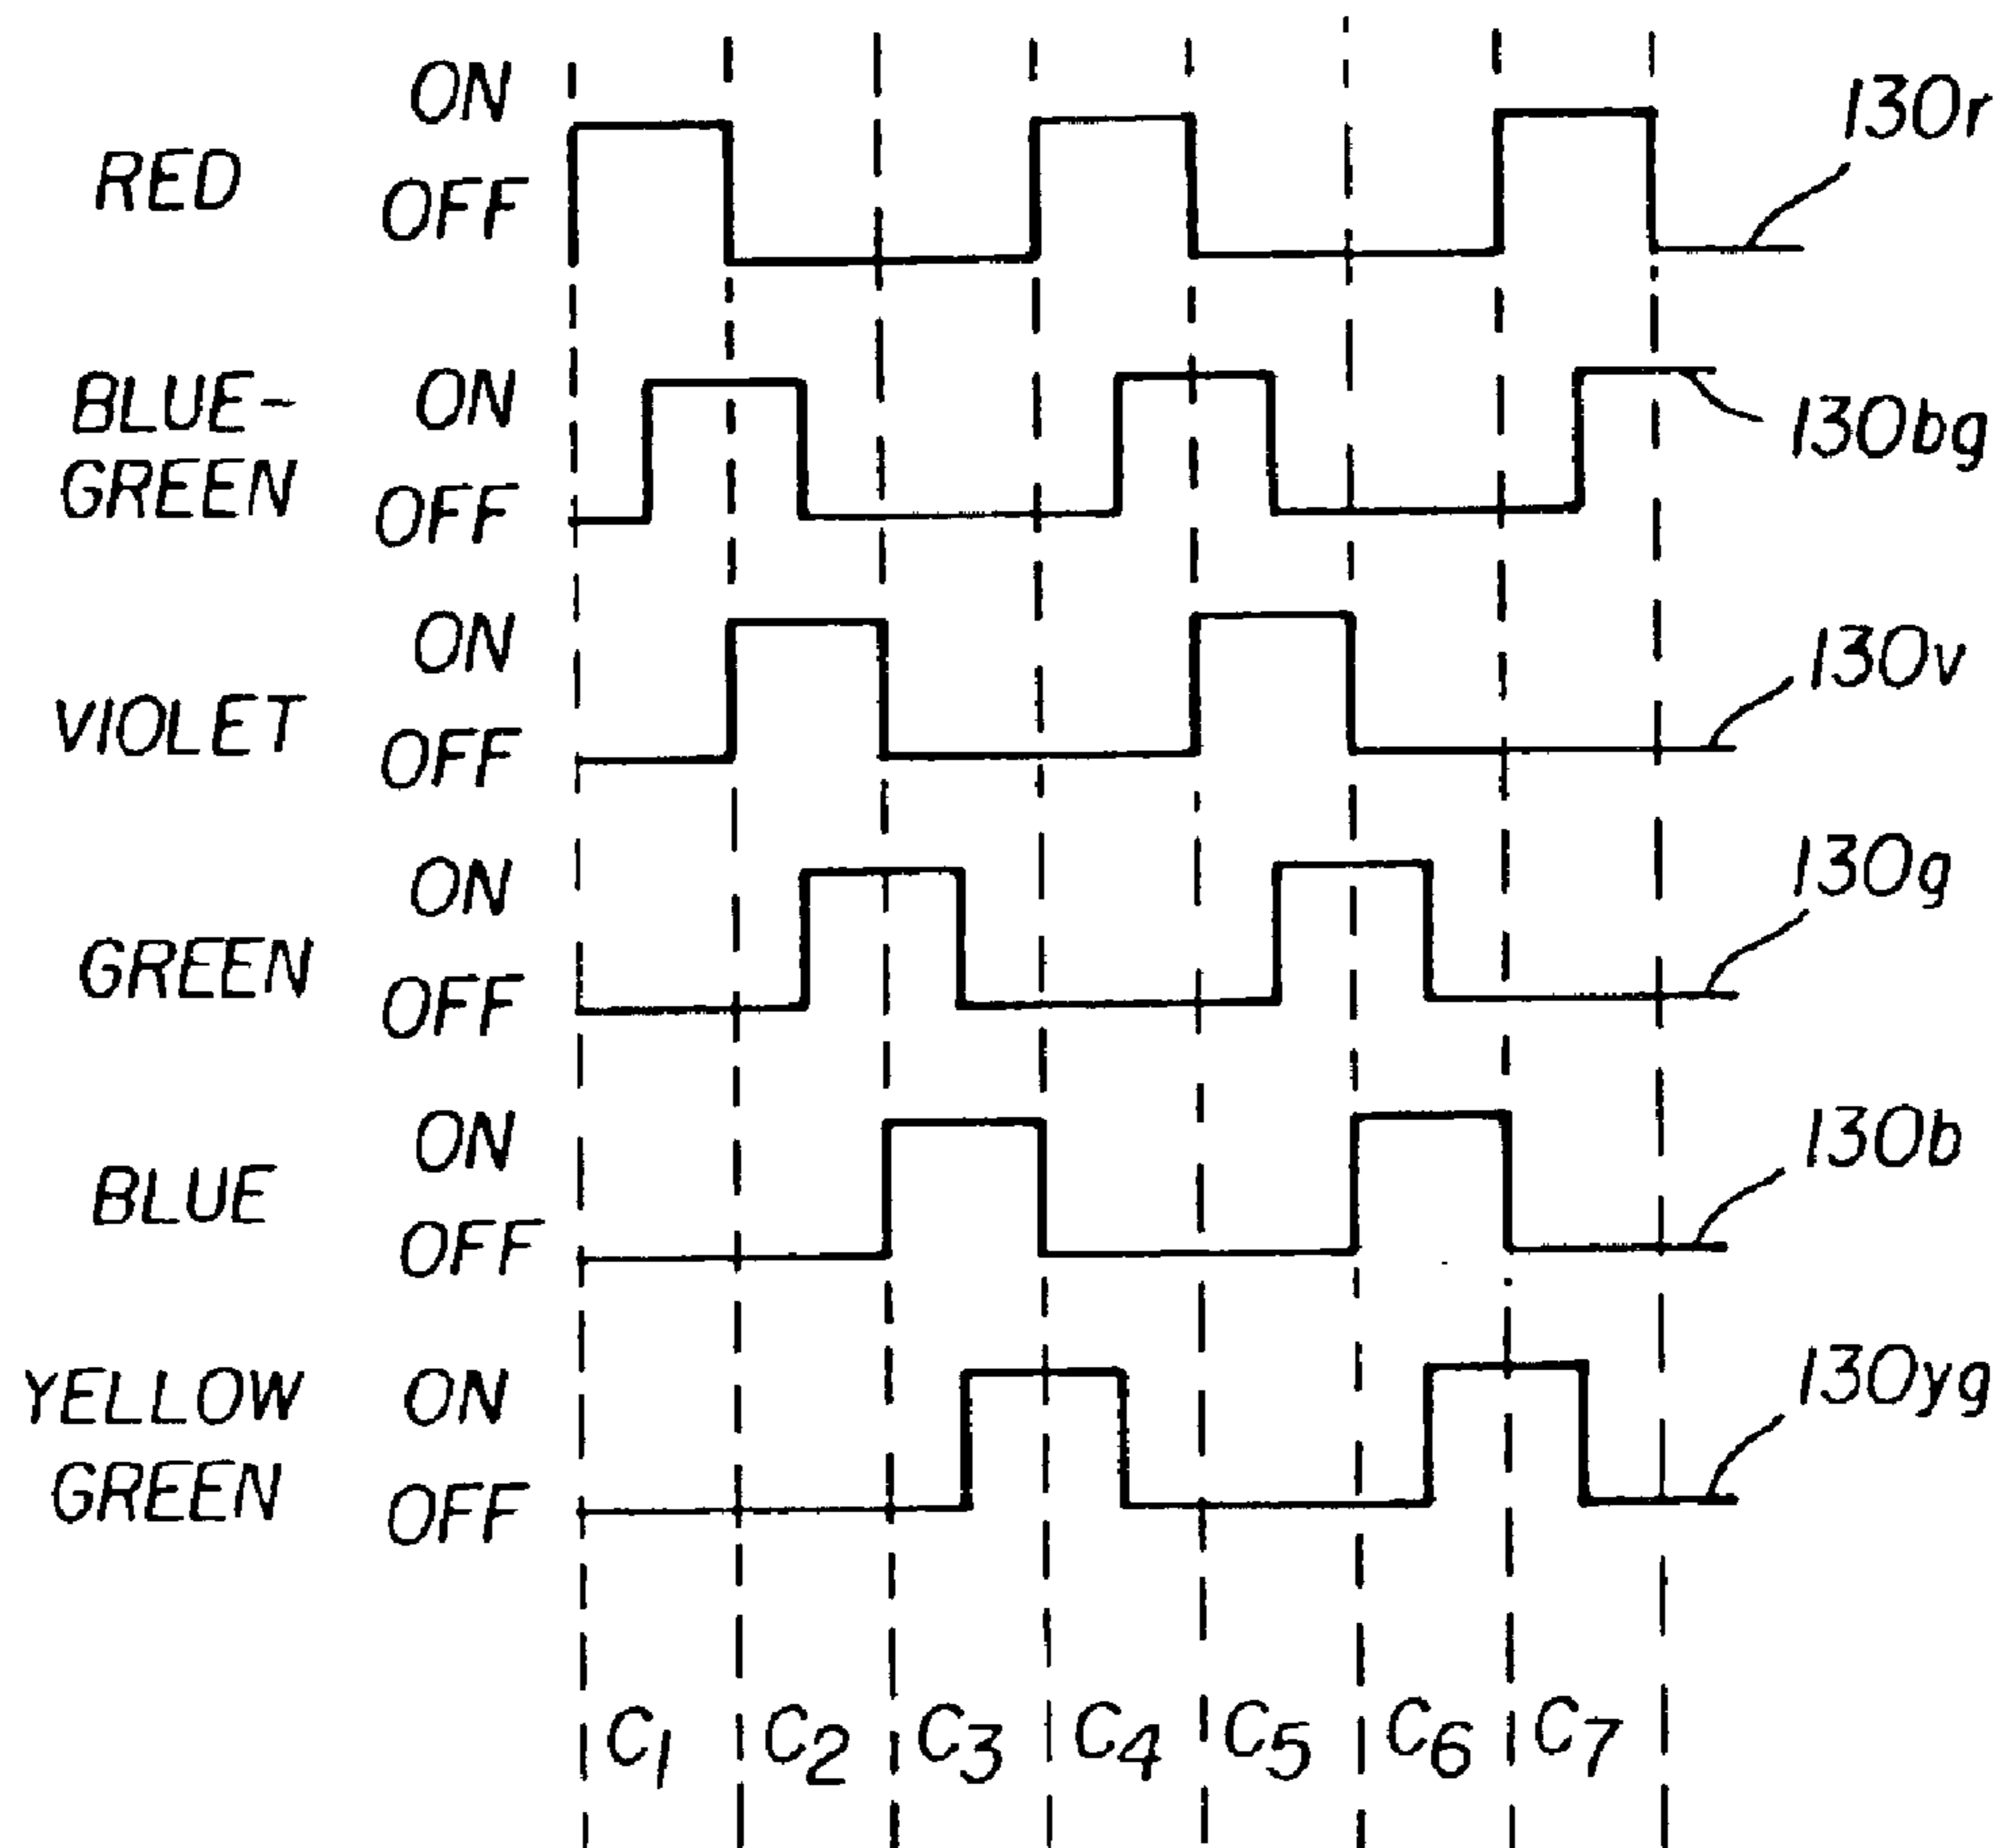 ON
RED
OFF
130r
BLUE-
GREEN
ON
OFF
130bg
ON
VIOLET
OFF
130v
ON
GREEN
OFF
130g
ON
BLUE
OFF
130b
YELLOW
GREEN
ON
OFF
130yg
C1 C2 C3 C4 C5 C6 C7